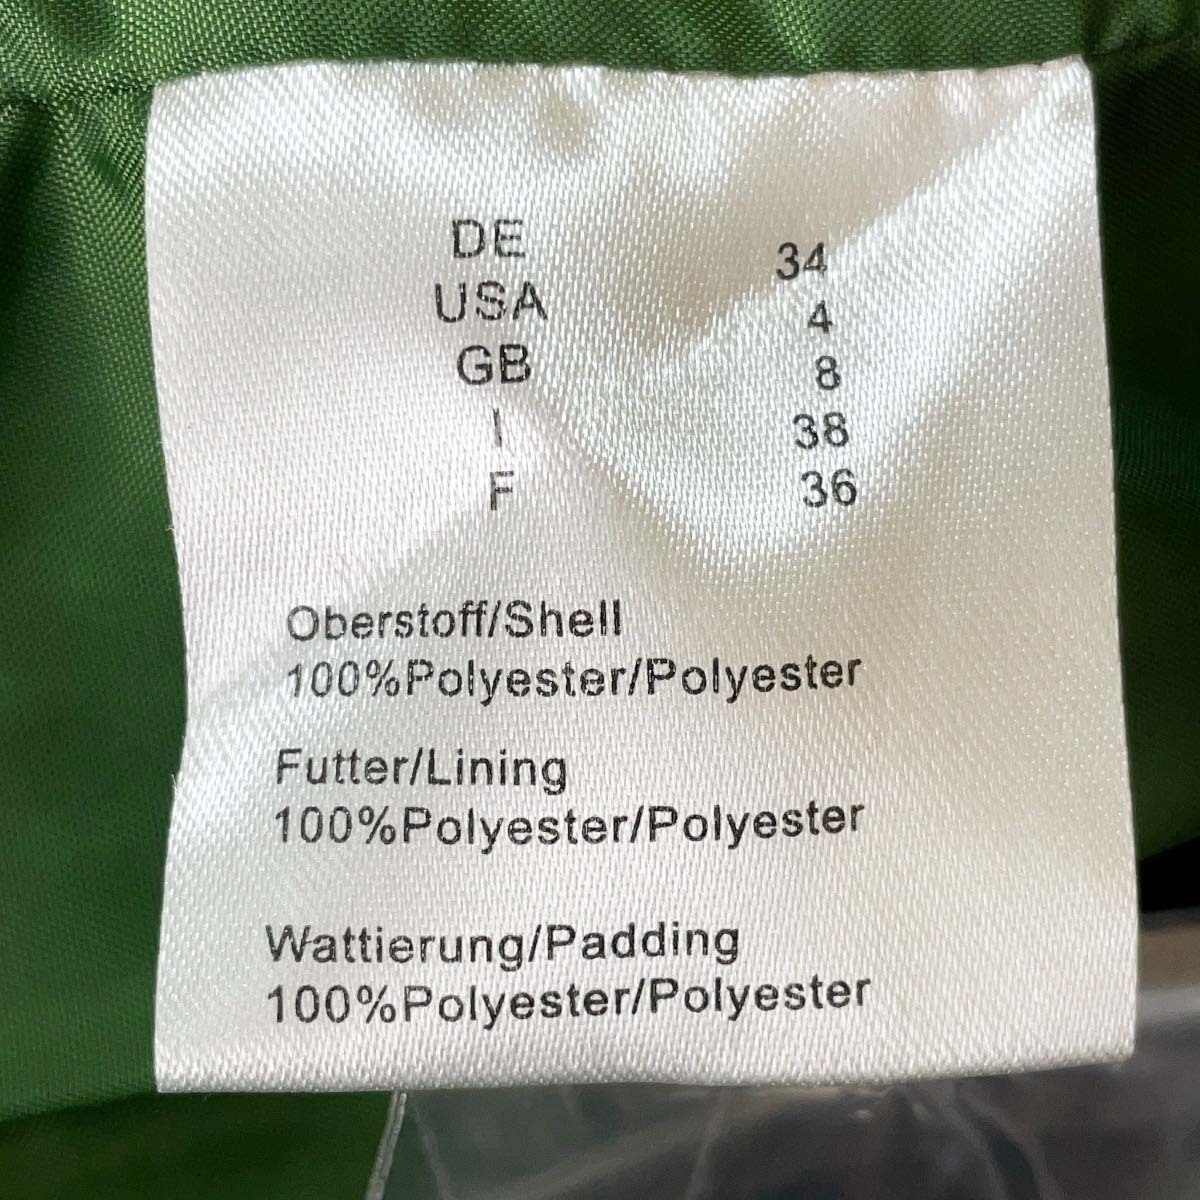 DE 34
USA 4
GB 8
I 38
F 36
Oberstoff/Shell
100%Polyester/Polyester
Futter/Lining
100%Polyester/Polyester
Wattierung/Padding
100%Polyester/Polyester